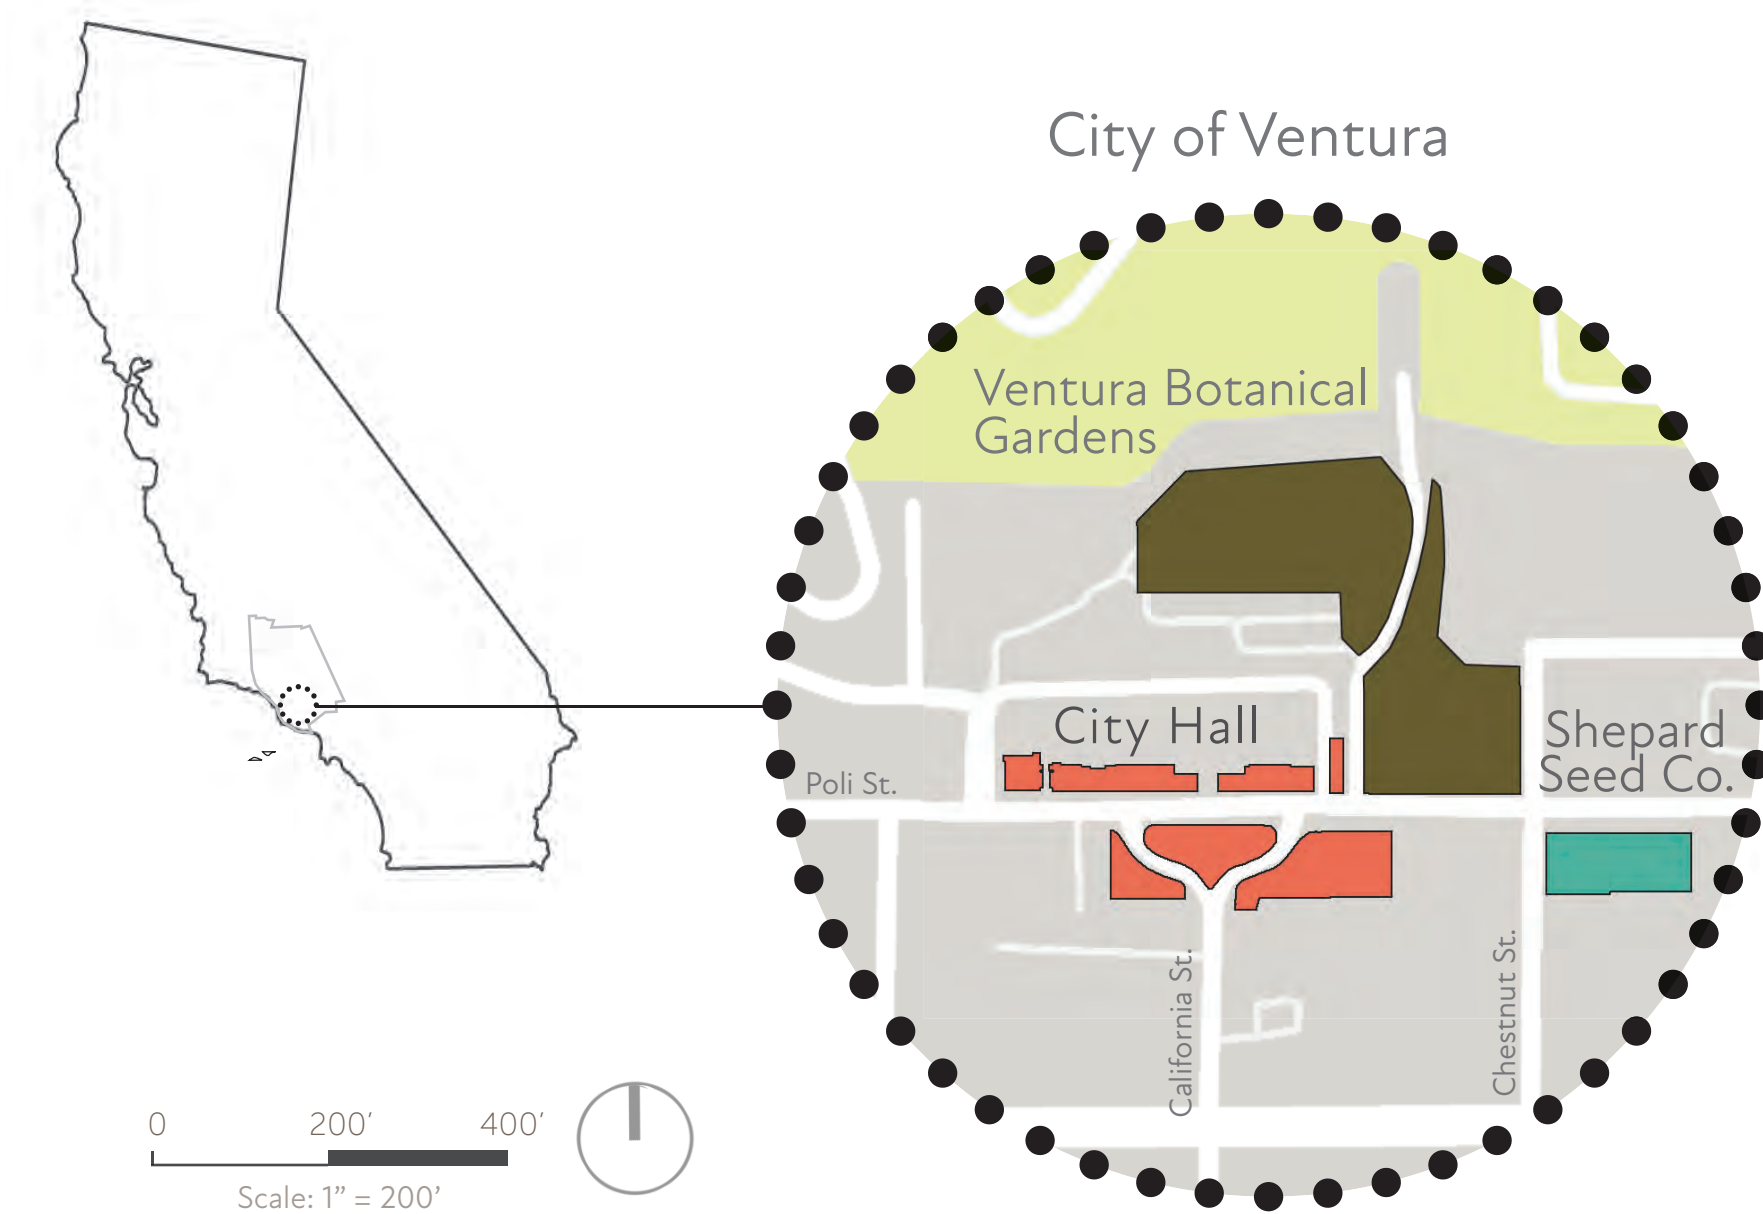 City of Ventura
Ventura Botanical
Gardens
City Hall
Shepard
Seed Co.
Poli St.
California St.
Chestnut St.
0 200’ 400’
Scale: 1” = 200’